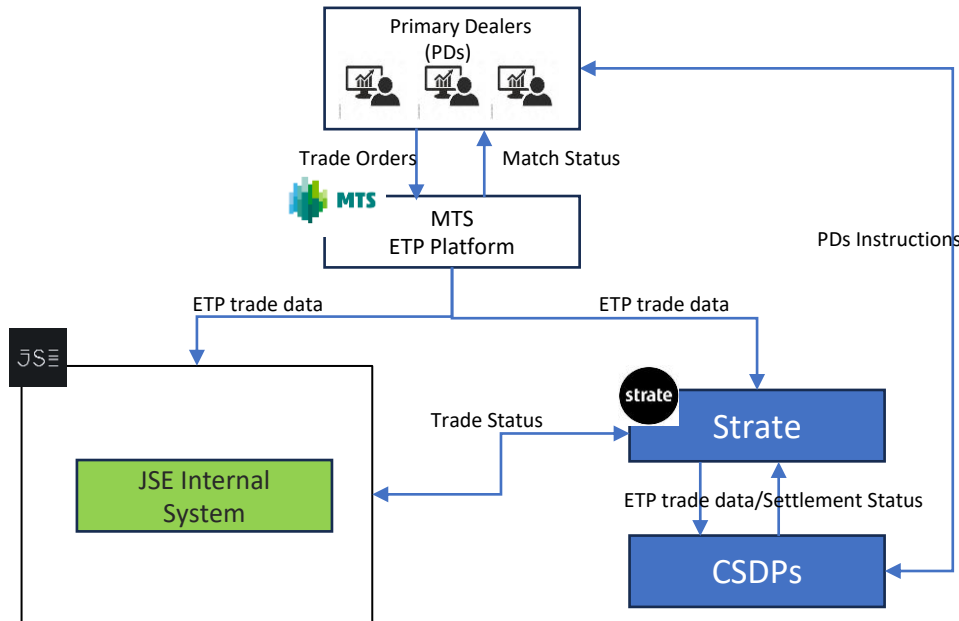 Primary Dealers
(PDs)
Trade Orders
Match Status
MTS
MTS
ETP Platform
PDs Instructions
ETP trade data
ETP trade data
JSE
strate
Strate
Trade Status
JSE Internal
System
ETP trade data/Settlement Status
CSDPs